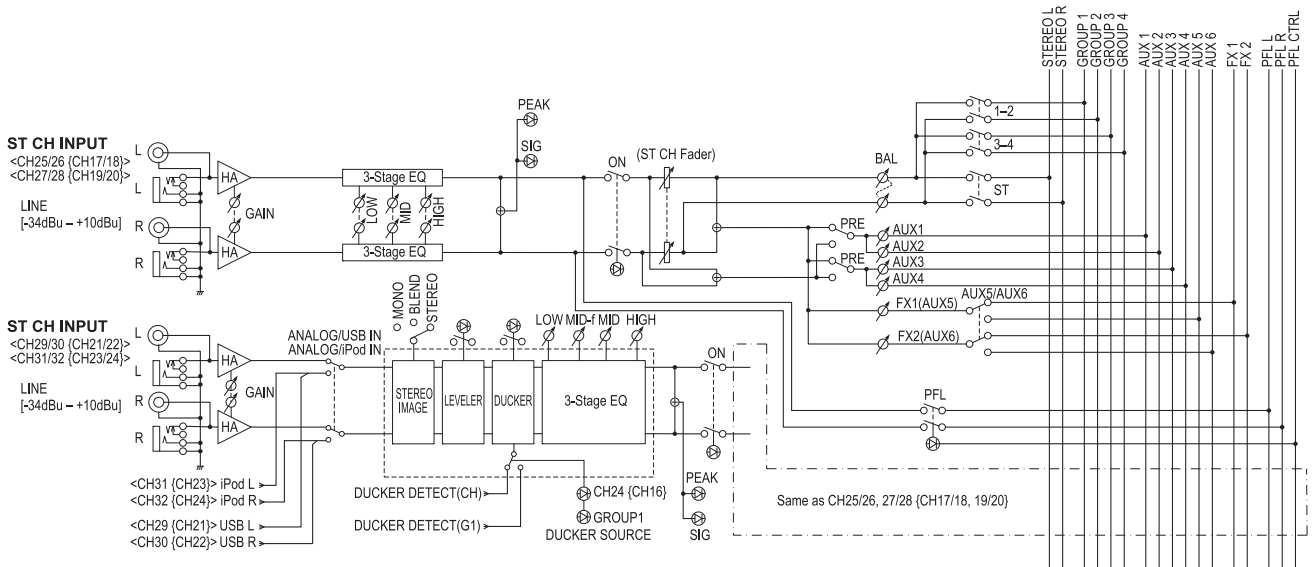 STEREO L
STEREO R
GROUP 1
GROUP 2
GROUP 3
GROUP 4
AUX 1
AUX 2
AUX 3
AUX 4
AUX 5
AUX 6
FX 1
FX 2
PFL L
PFL R
PFL CTRL
ST CH INPUT
<CH25/26 {CH17/18}>
<CH27/28 {CH19/20}>
LINE
[-34dBu – +10dBu]
L
L
R
R
HA
HA
GAIN
3-Stage EQ
LOW
MID
HIGH
3-Stage EQ
PEAK
SIG
ON
(ST CH Fader)
BAL
1–2
3–4
ST
PRE
PRE
AUX1
AUX2
AUX3
AUX4
FX1(AUX5)
AUX5/AUX6
FX2(AUX6)
PFL
ST CH INPUT
<CH29/30 {CH21/22}>
<CH31/32 {CH23/24}>
LINE
[-34dBu – +10dBu]
L
L
R
R
HA
HA
GAIN
ANALOG/USB IN
ANALOG/iPod IN
MONO
BLEND
STEREO
LOW MID-f MID HIGH
STEREO IMAGE
LEVELER
DUCKER
3-Stage EQ
ON
<CH31 {CH23}> iPod L
<CH32 {CH24}> iPod R
<CH29 {CH21}> USB L
<CH30 {CH22}> USB R
DUCKER DETECT(CH)
DUCKER DETECT(G1)
CH24 {CH16}
GROUP1
DUCKER SOURCE
PEAK
SIG
Same as CH25/26, 27/28 {CH17/18, 19/20}